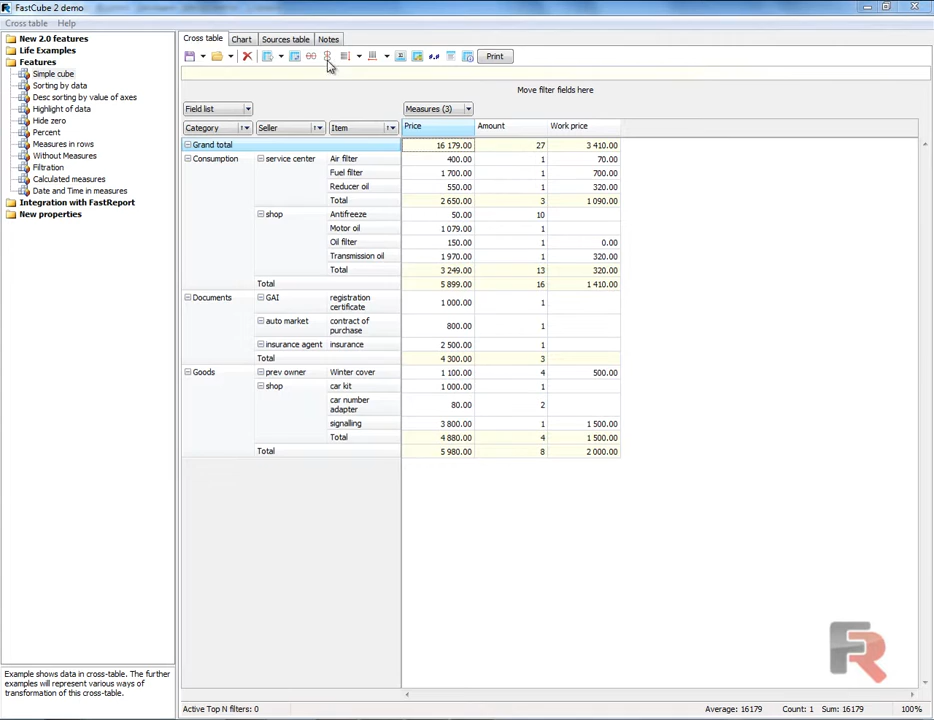 FastCube 2 demo
Cross table Help
New 2.0 features
Life Examples
Features
Simple cube
Sorting by data
Desc sorting by value of axes
Highlight of data
Hide zero
Percent
Measures in rows
Without Measures
Filtration
Calculated measures
Date and Time in measures
Integration with FastReport
New properties
Example shows data in cross-table. The further
examples will represent various ways of
transformation of this cross-table.
Cross table Chart Sources table Notes
Print
Move filter fields here
Field list Measures (3)
Category Seller Item Price Amount Work price
Grand total 16 179.00 27 3 410.00
Consumption service center Air filter 400.00 1 70.00
Fuel filter 1 700.00 1 700.00
Reducer oil 550.00 1 320.00
Total 2 650.00 3 1 090.00
shop Antifreeze 50.00 10
Motor oil 1 079.00 1
Oil filter 150.00 1 0.00
Transmission oil 1 970.00 1 320.00
Total 3 249.00 13 320.00
Total 5 899.00 16 1 410.00
Documents GAI registration
certificate 1 000.00 1
auto market contract of
purchase 800.00 1
insurance agent insurance 2 500.00 1
Total 4 300.00 3
Goods prev owner Winter cover 1 100.00 4 500.00
shop car kit 1 000.00 1
car number
adapter 80.00 2
signalling 3 800.00 1 1 500.00
Total 4 880.00 4 1 500.00
Total 5 980.00 8 2 000.00
FR
Active Top N filters: 0 Average: 16179 Count: 1 Sum: 16179 100%